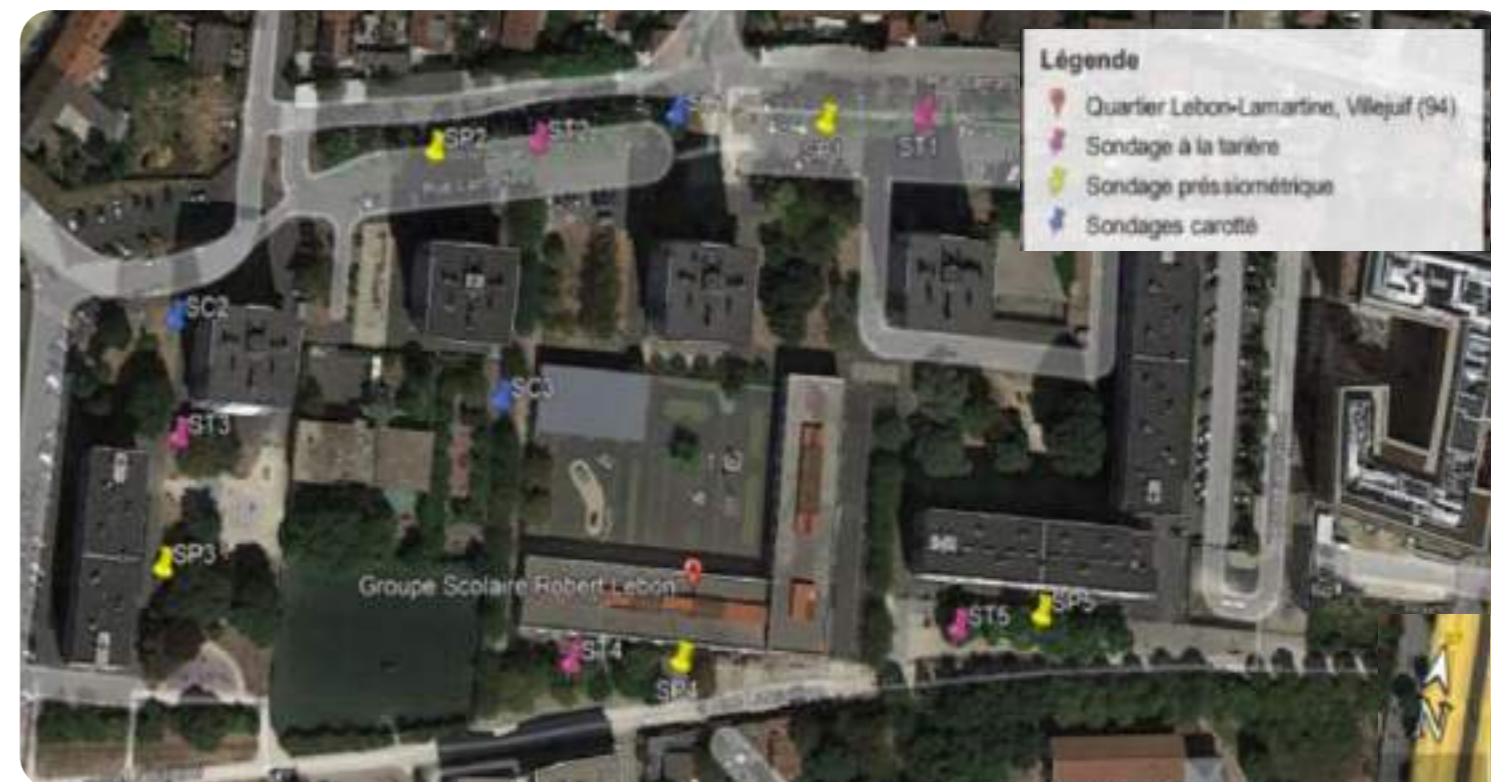 Légende
Quartier Lebon-Lamartine, Villejuif (94)
Sondage à la tarière
Sondage préssiométrique
Sondages carotté
SP2
ST2
SP1
ST1
SC2
SC3
ST3
SP3
Groupe Scolaire Robert Lebon
ST5
SP5
ST4
SP4
N